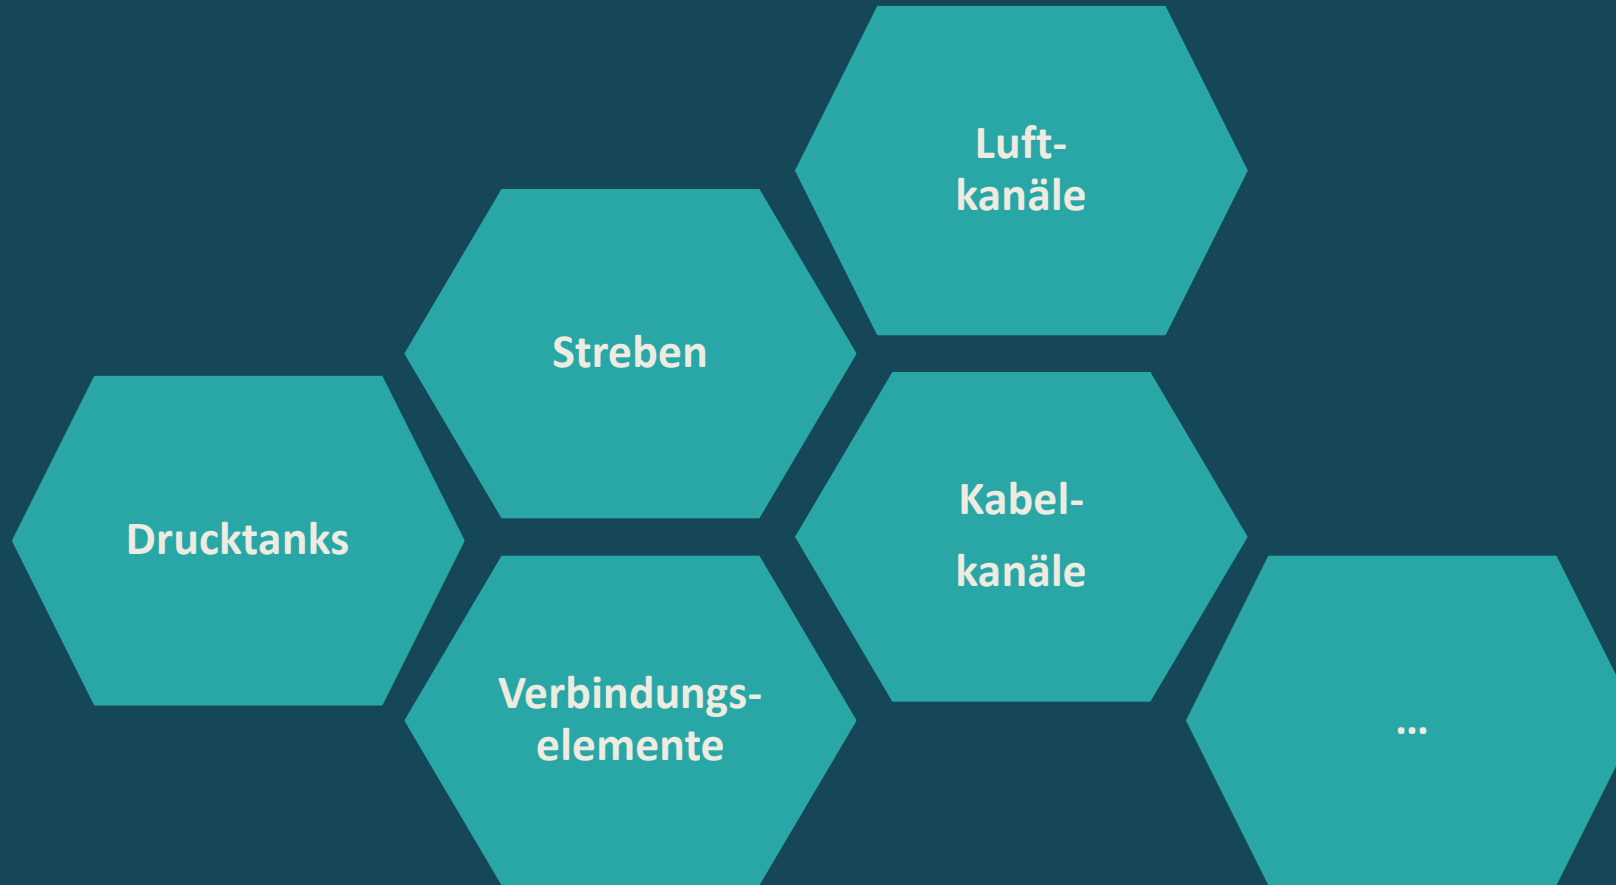 Luft-
kanäle
Streben
Drucktanks
Kabel-
kanäle
Verbindungs-
elemente
...